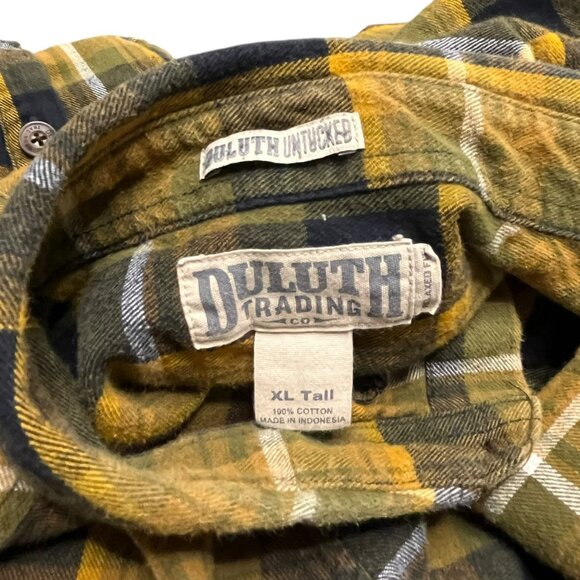 DULUTH UNTUCKED
DULUTH
TRADING
CO
XL Tall
100% COTTON
MADE IN INDONESIA